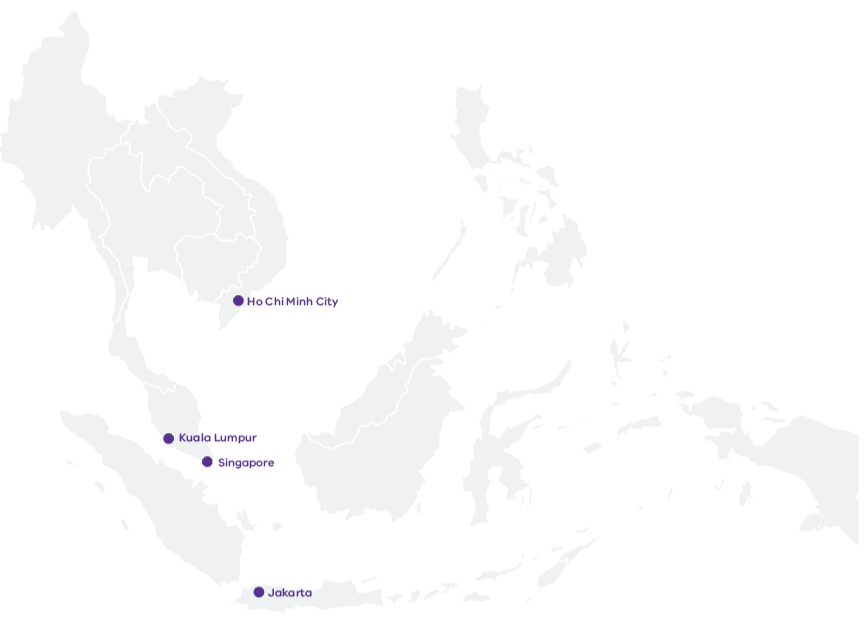 Ho Chi Minh City
Kuala Lumpur
Singapore
Jakarta